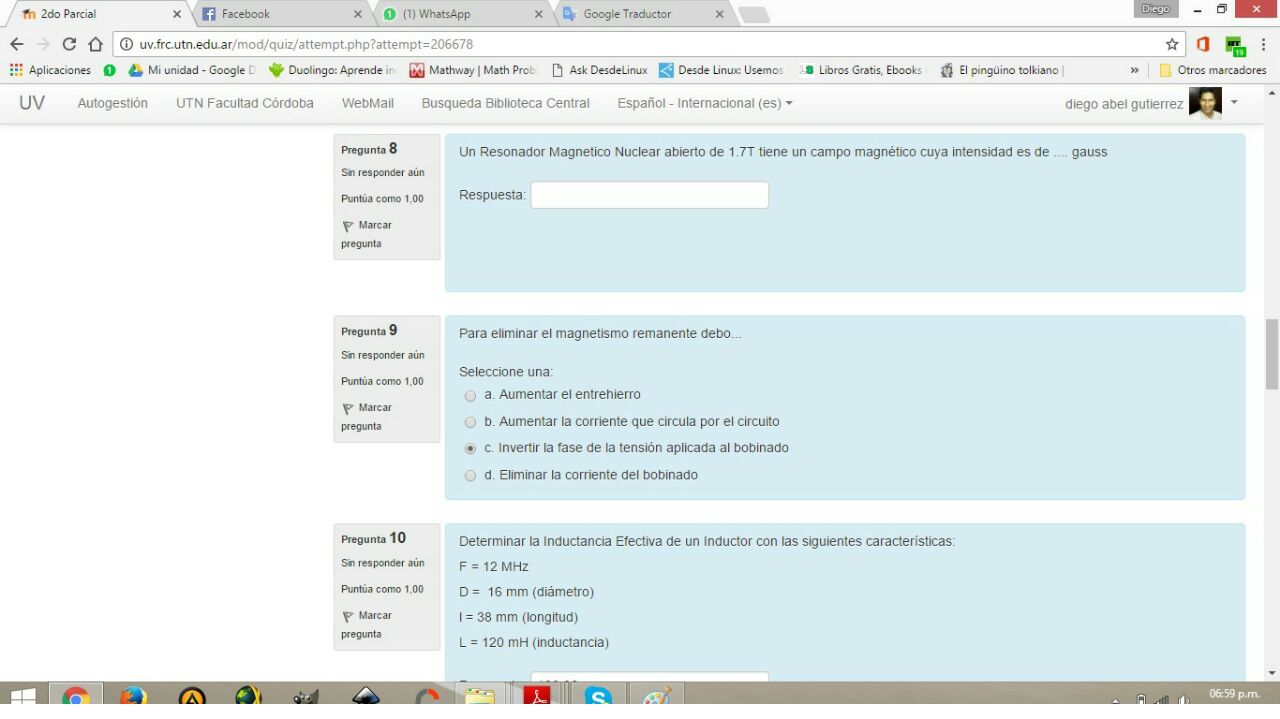 2do Parcial
Facebook
(1) WhatsApp
Google Traductor
Diego
uv.frc.utn.edu.ar/mod/quiz/attempt.php?attempt=206678
19
Aplicaciones
Mi unidad - Google D
Duolingo: Aprende in
Mathway | Math Prob
Ask DesdeLinux
Desde Linux: Usemos
Libros Gratis, Ebooks
El pingüino tolkiano |
»
Otros marcadores
UV
Autogestión
UTN Facultad Córdoba
WebMail
Busqueda Biblioteca Central
Español - Internacional (es)
diego abel gutierrez
Pregunta 8
Sin responder aún
Puntúa como 1,00
Marcar
pregunta
Un Resonador Magnetico Nuclear abierto de 1.7T tiene un campo magnético cuya intensidad es de .... gauss
Respuesta:
Pregunta 9
Sin responder aún
Puntúa como 1,00
Marcar
pregunta
Para eliminar el magnetismo remanente debo...
Seleccione una:
a. Aumentar el entrehierro
b. Aumentar la corriente que circula por el circuito
c. Invertir la fase de la tensión aplicada al bobinado
d. Eliminar la corriente del bobinado
Pregunta 10
Sin responder aún
Puntúa como 1,00
Marcar
pregunta
Determinar la Inductancia Efectiva de un Inductor con las siguientes características:
F = 12 MHz
D = 16 mm (diámetro)
l = 38 mm (longitud)
L = 120 mH (inductancia)
06:59 p.m.